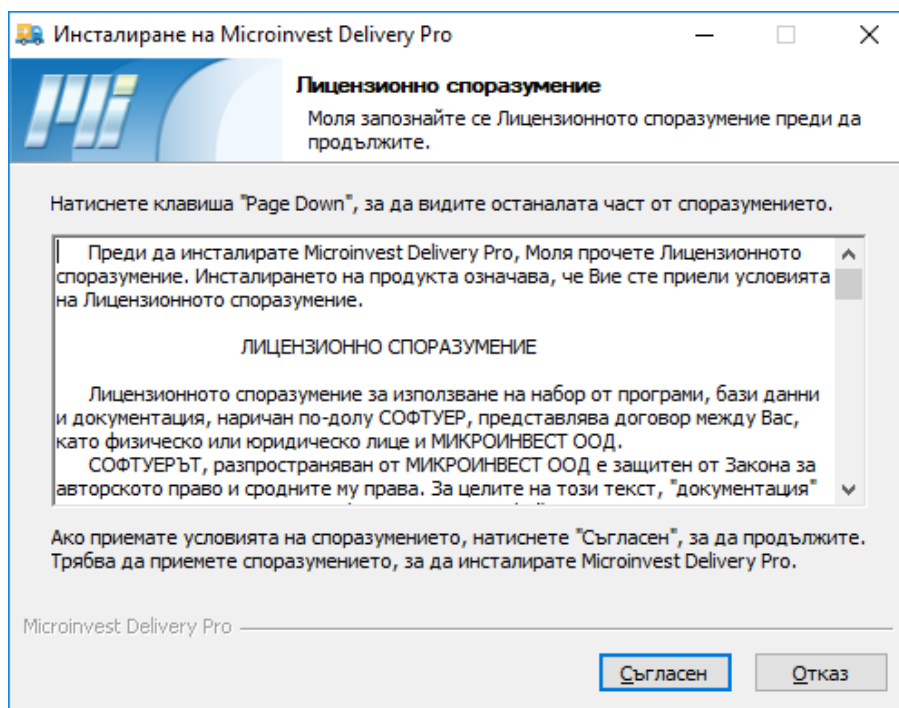 Инсталиране на Microinvest Delivery Pro
Mi
Лицензионно споразумение
Моля запознайте се Лицензионното споразумение преди да
продължите.
Натиснете клавиша "Page Down", за да видите останалата част от споразумението.
Преди да инсталирате Microinvest Delivery Pro, Моля прочете Лицензионното
споразумение. Инсталирането на продукта означава, че Вие сте приели условията
на Лицензионното споразумение.
ЛИЦЕНЗИОННО СПОРАЗУМЕНИЕ
Лицензионното споразумение за използване на набор от програми, бази данни
и документация, наричан по-долу СОФТУЕР, представлява договор между Вас,
като физическо или юридическо лице и МИКРОИНВЕСТ ООД.
СОФТУЕРЪТ, разпространяван от МИКРОИНВЕСТ ООД е защитен от Закона за
авторското право и сродните му права. За целите на този текст, "документация"
Ако приемате условията на споразумението, натиснете "Съгласен", за да продължите.
Трябва да приемете споразумението, за да инсталирате Microinvest Delivery Pro.
Microinvest Delivery Pro
Съгласен
Отказ